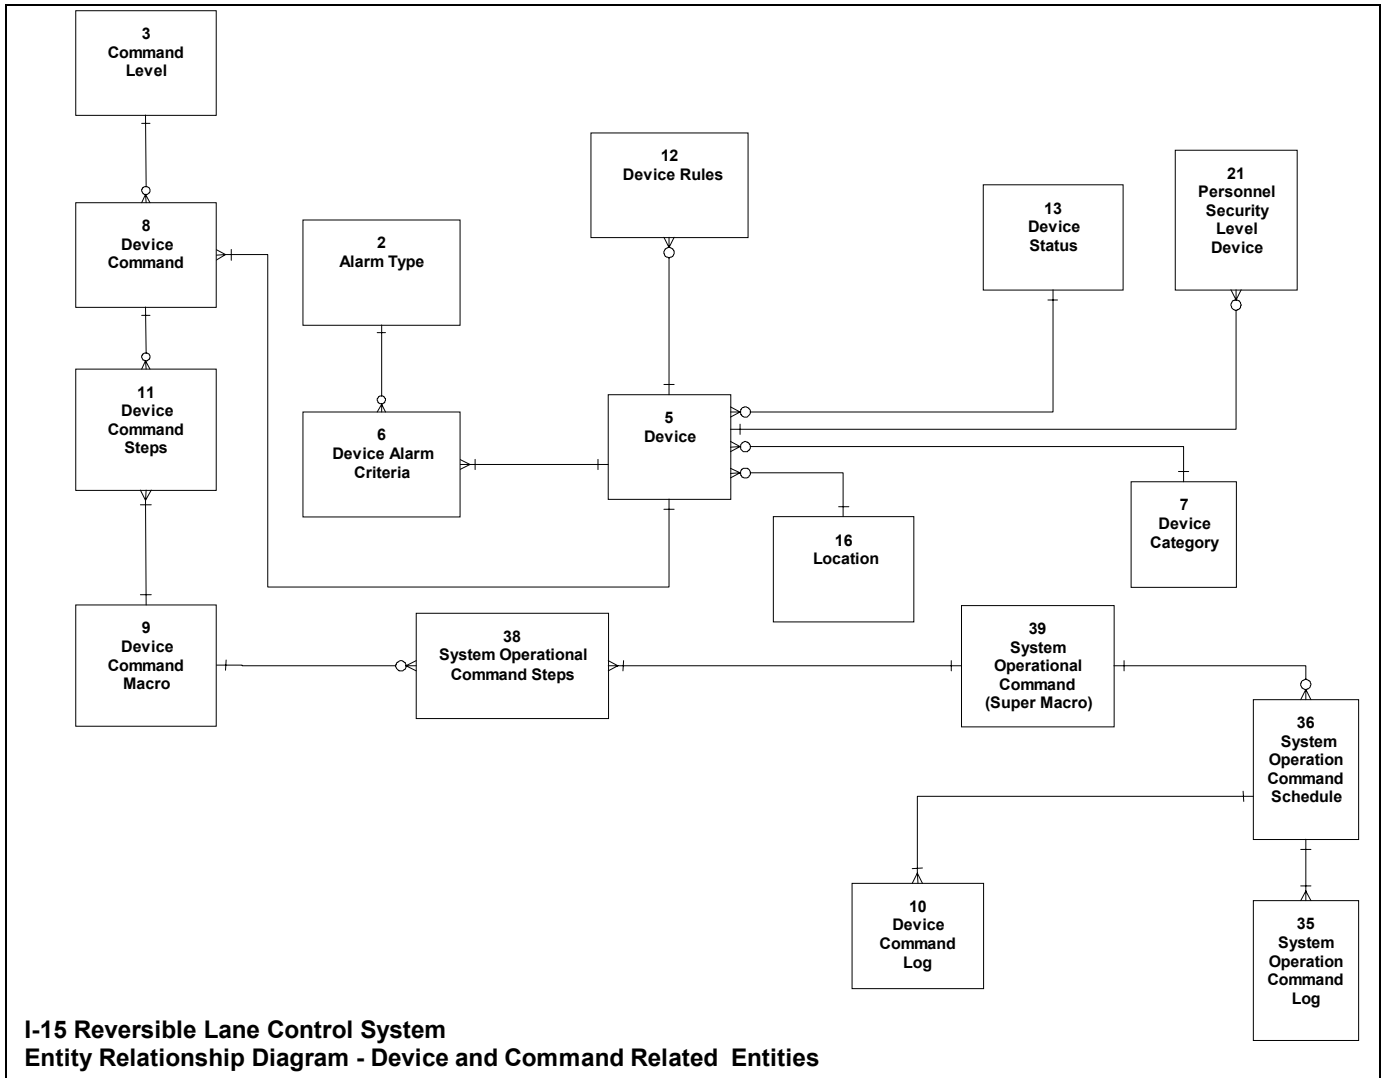 3
Command
Level
12
Device Rules
21
Personnel
Security
Level
Device
13
Device
Status
8
Device
Command
2
Alarm Type
11
Device
Command
Steps
6
Device Alarm
Criteria
5
Device
7
Device
Category
16
Location
9
Device
Command
Macro
38
System Operational
Command Steps
39
System
Operational
Command
(Super Macro)
36
System
Operation
Command
Schedule
10
Device
Command
Log
35
System
Operation
Command
Log
I-15 Reversible Lane Control System
Entity Relationship Diagram - Device and Command Related Entities